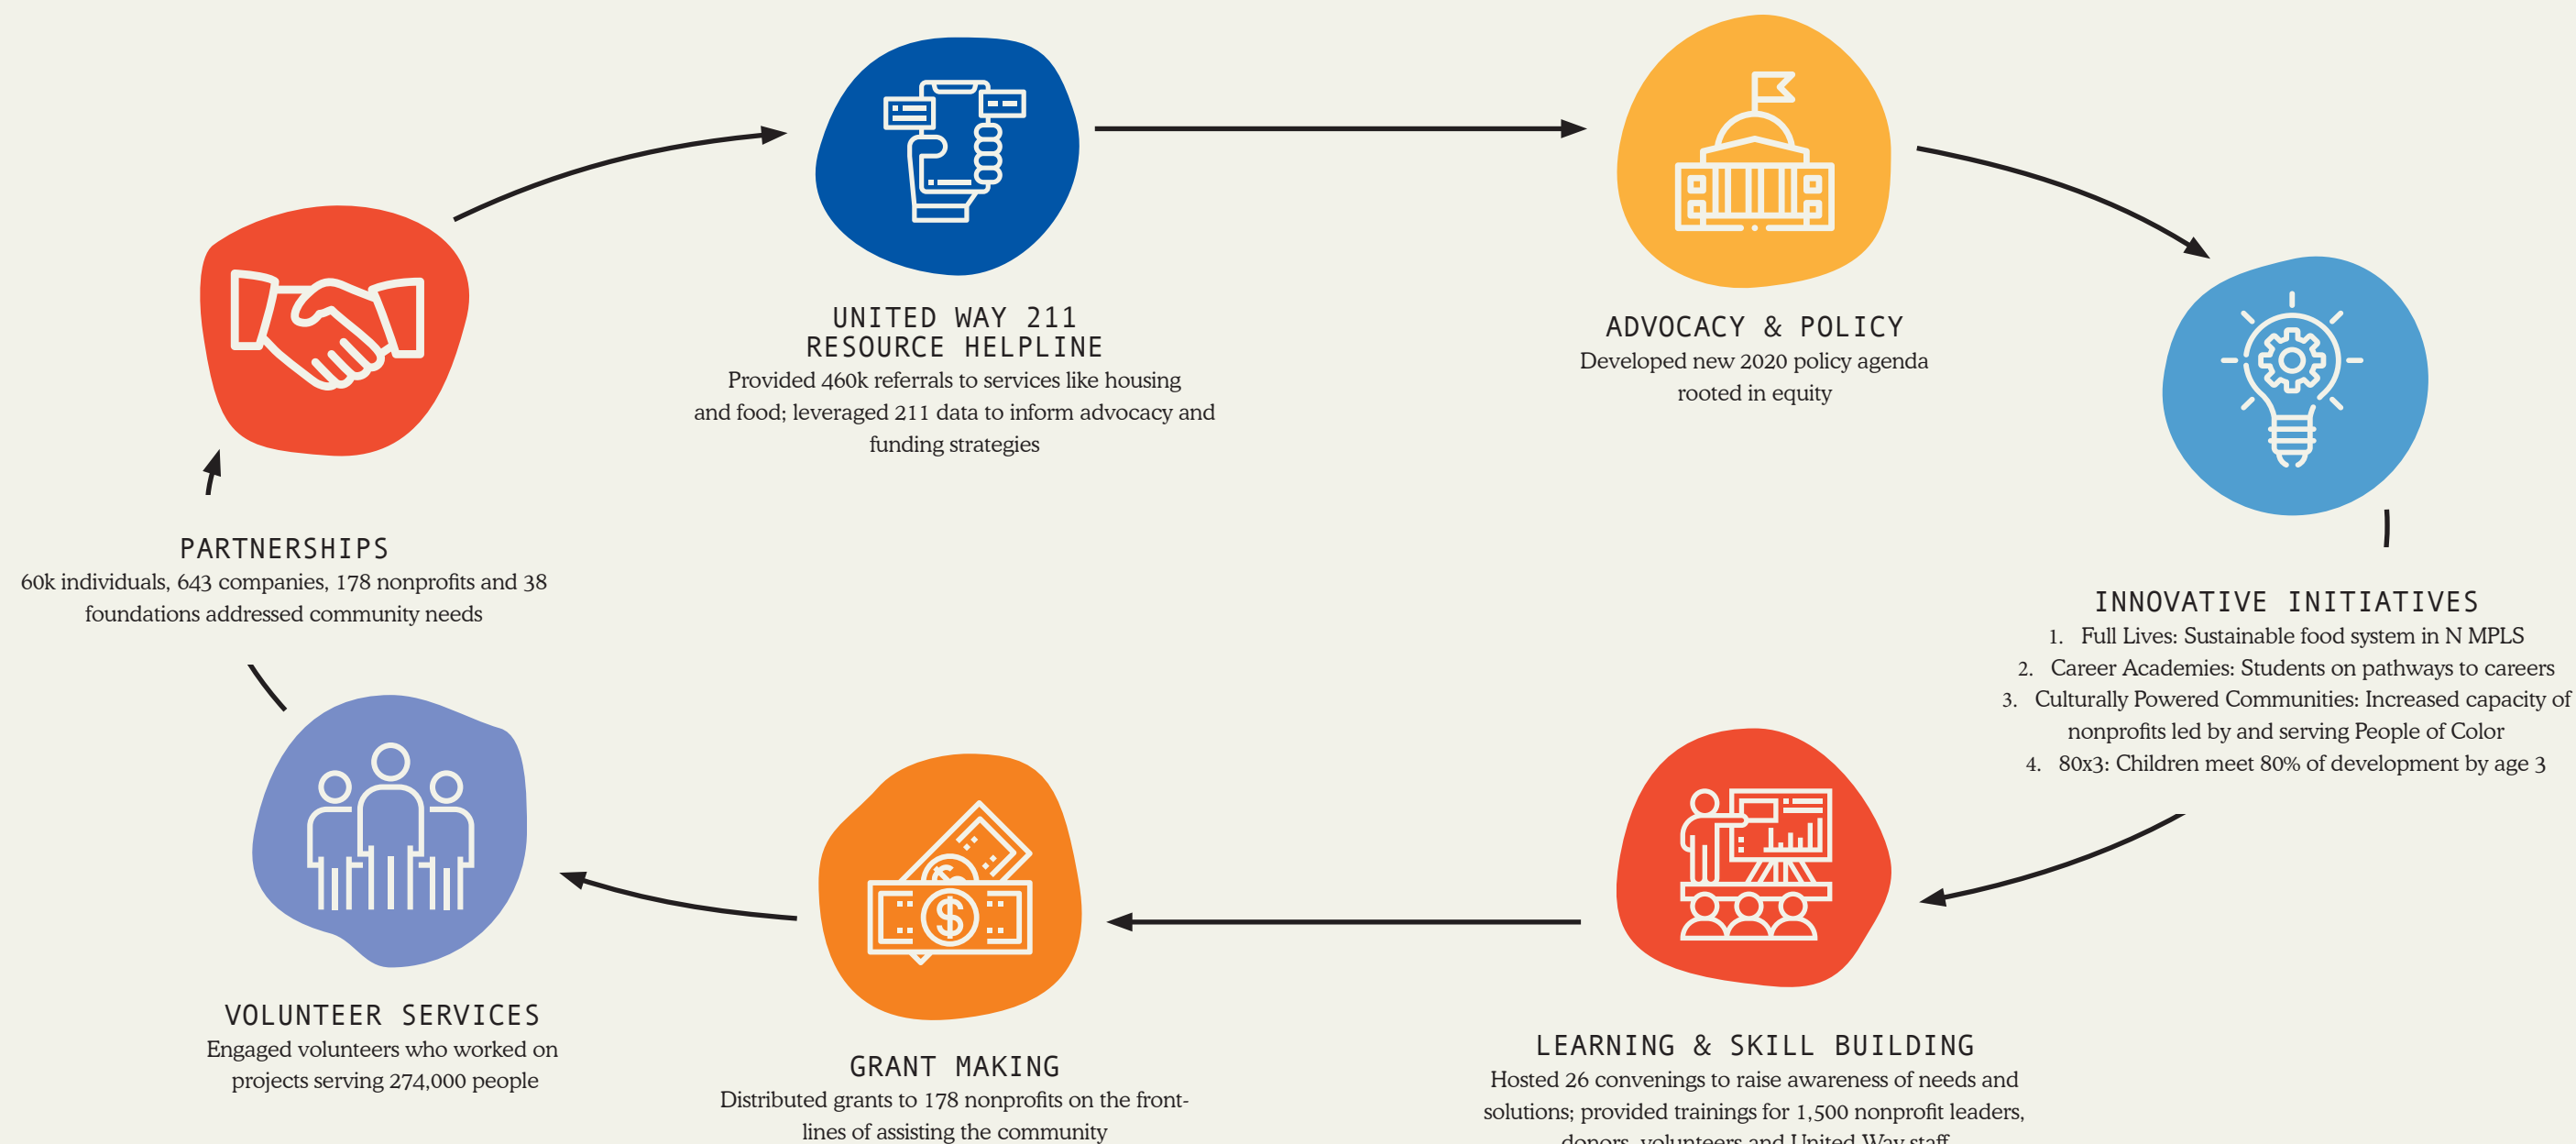 UNITED WAY 211
RESOURCE HELPLINE
Provided 460k referrals to services like housing
and food; leveraged 211 data to inform advocacy and
funding strategies
ADVOCACY & POLICY
Developed new 2020 policy agenda
rooted in equity
PARTNERSHIPS
60k individuals, 643 companies, 178 nonprofits and 38
foundations addressed community needs
INNOVATIVE INITIATIVES
1. Full Lives: Sustainable food system in N MPLS
2. Career Academies: Students on pathways to careers
3. Culturally Powered Communities: Increased capacity of
nonprofits led by and serving People of Color
4. 80x3: Children meet 80% of development by age 3
VOLUNTEER SERVICES
Engaged volunteers who worked on
projects serving 274,000 people
GRANT MAKING
Distributed grants to 178 nonprofits on the front-
lines of assisting the community
LEARNING & SKILL BUILDING
Hosted 26 convenings to raise awareness of needs and
solutions; provided trainings for 1,500 nonprofit leaders,
donors, volunteers and United Way staff